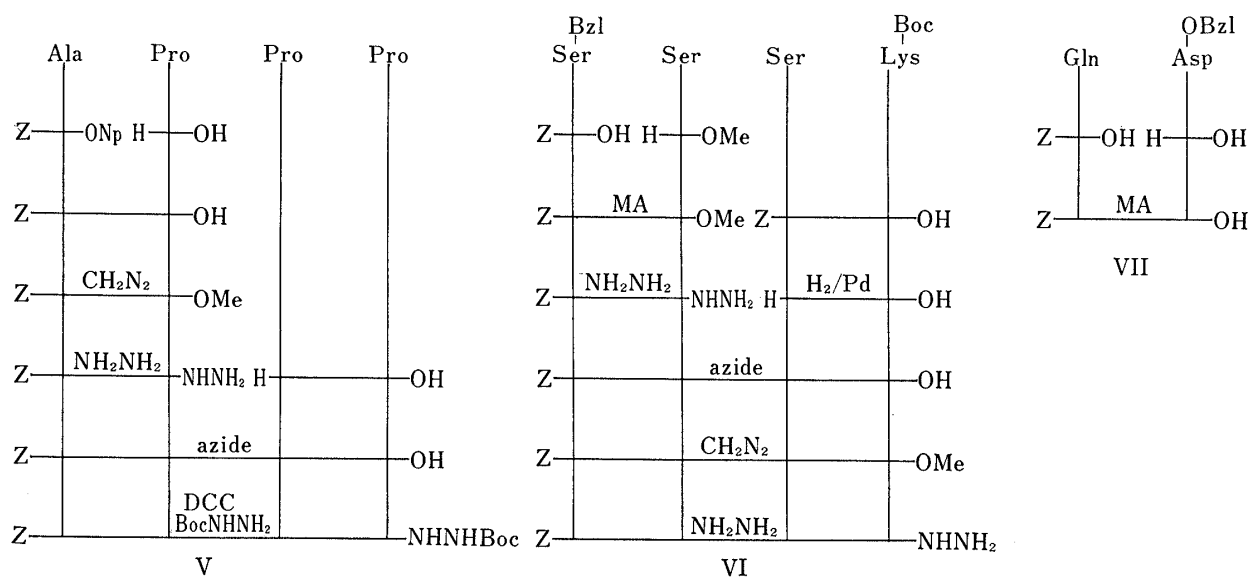 Ala Pro Pro Pro
Z ONp H OH
Z OH
CH₂N₂
Z OMe
NH₂NH₂
Z NHNH₂ H OH
azide
Z OH
DCC
BocNHNH₂
Z NHNHBoc
V
Bzl Boc
Ser Ser Ser Lys
Z OH H OMe
MA
Z OMe Z OH
NH₂NH₂ H₂/Pd
Z NHNH₂ H OH
azide
Z OH
CH₂N₂
Z OMe
NH₂NH₂
Z NHNH₂
VI
OBzl
Gln Asp
Z OH H OH
MA
Z OH
VII